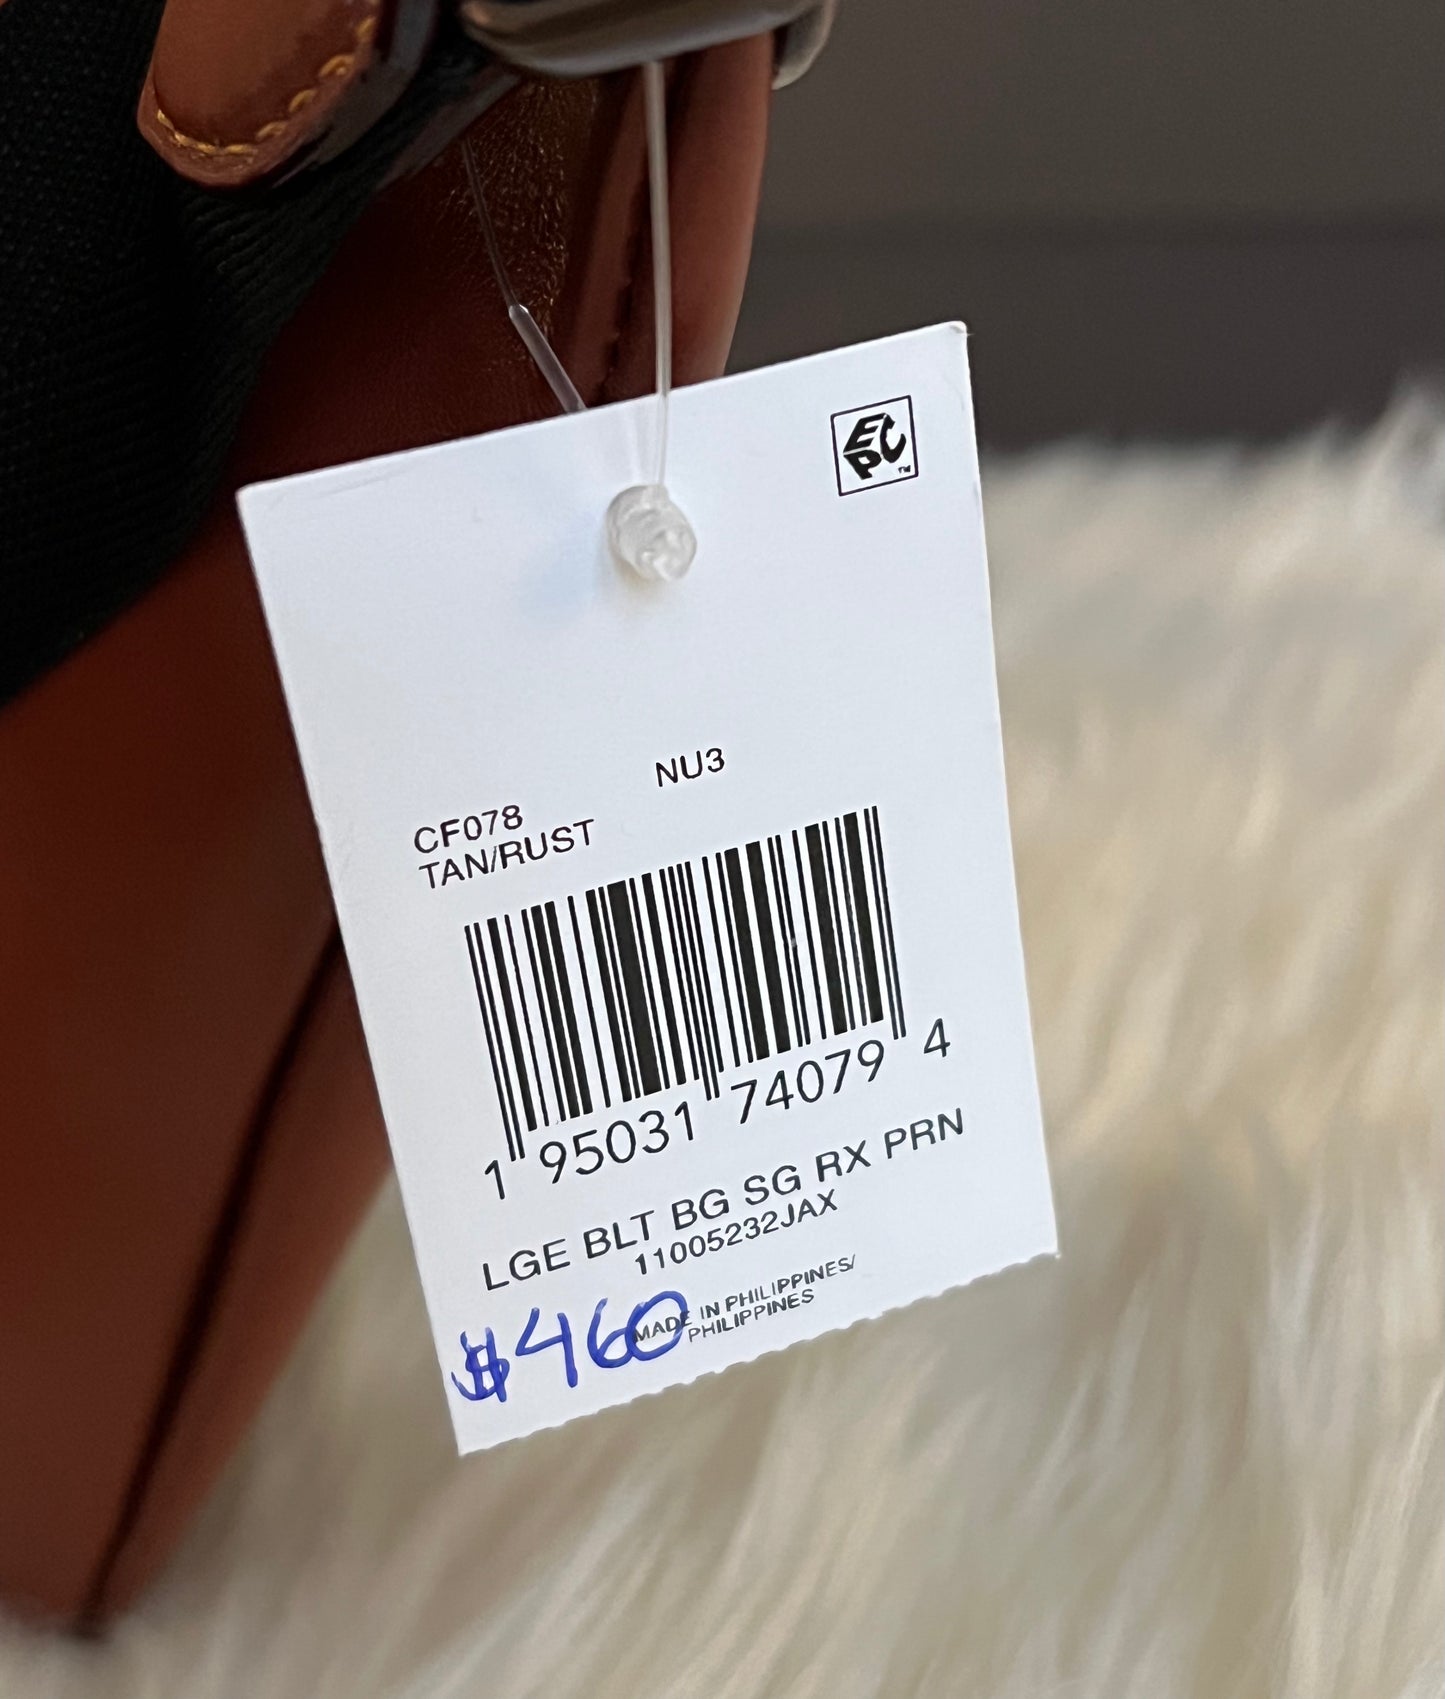 EPC™
NU3
CF078
TAN/RUST
1 95031 74079 4
LGE BLT BG SG RX PRN
11005232JAX
MADE IN PHILIPPINES/
PHILIPPINES
$460